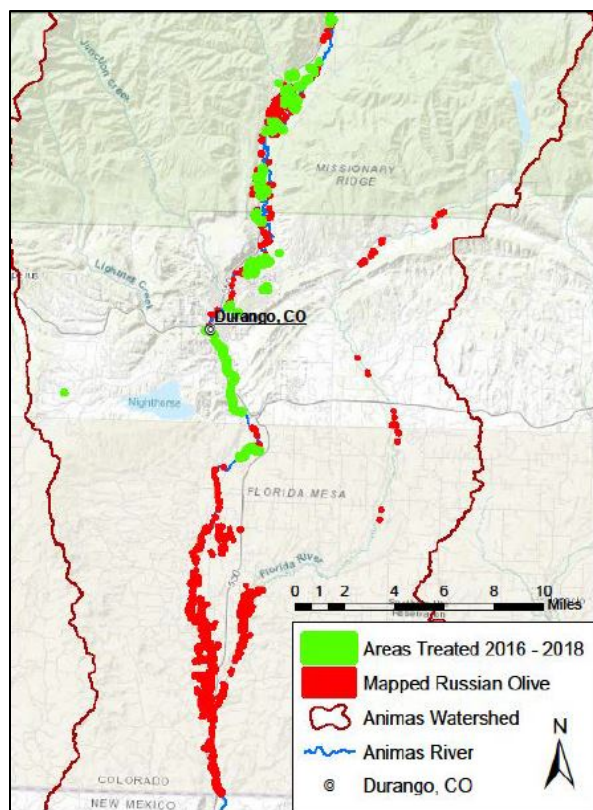 Junction Creek
MISSIONARY
RIDGE
Lightner Creek
Durango, CO
Nighthorse
FLORIDA MESA
Florida River
550
0 1 2 4 6 8 10
Miles
Areas Treated 2016 - 2018
Mapped Russian Olive
Animas Watershed
Animas River
Durango, CO
N
COLORADO
NEW MEXICO